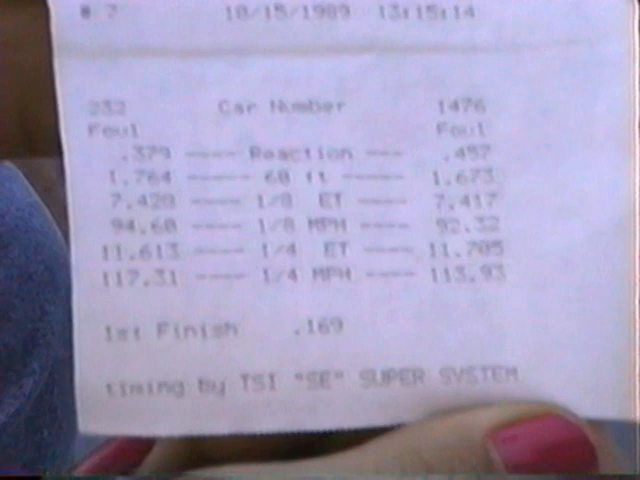 # 7 10/15/1989 13:15:14
232 Car Number 1476
Foul Foul
.379 ---- Reaction --- .457
1.764 ---- 60 ft ----- 1.673
7.428 ---- 1/8 ET ---- 7.417
94.60 ---- 1/8 MPH ---- 92.32
11.613 ---- 1/4 ET ---- 11.705
117.31 ---- 1/4 MPH ---- 113.93
1st Finish .169
timing by TSI "SE" SUPER SYSTEM